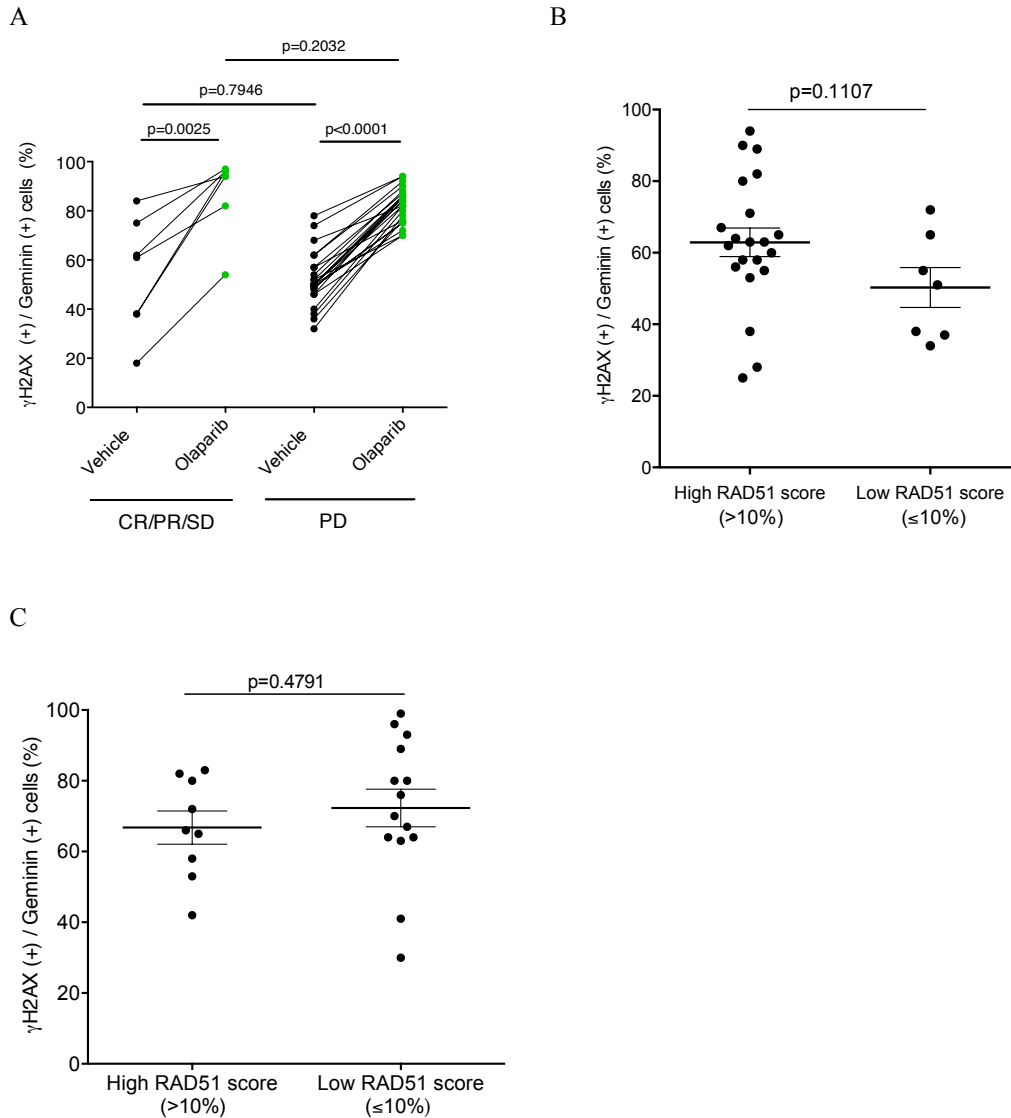 A
p=0.2032
p=0.7946
p=0.0025
p<0.0001
γH2AX (+) / Geminin (+) cells (%)
100
80
60
40
20
0
Vehicle
Olaparib
Vehicle
Olaparib
CR/PR/SD
PD
B
p=0.1107
γH2AX (+) / Geminin (+) cells (%)
100
80
60
40
20
0
High RAD51 score
(>10%)
Low RAD51 score
(≤10%)
C
p=0.4791
γH2AX (+) / Geminin (+) cells (%)
100
80
60
40
20
0
High RAD51 score
(>10%)
Low RAD51 score
(≤10%)